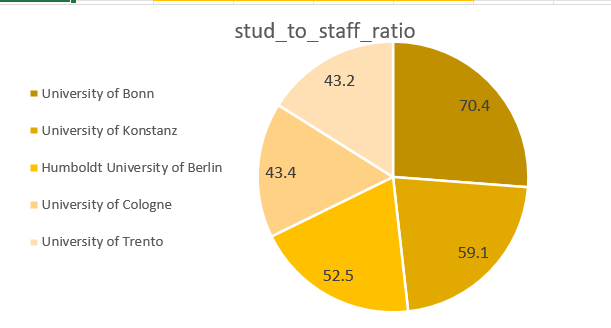 stud_to_staff_ratio
University of Bonn
University of Konstanz
Humboldt University of Berlin
University of Cologne
University of Trento
70.4
59.1
52.5
43.4
43.2